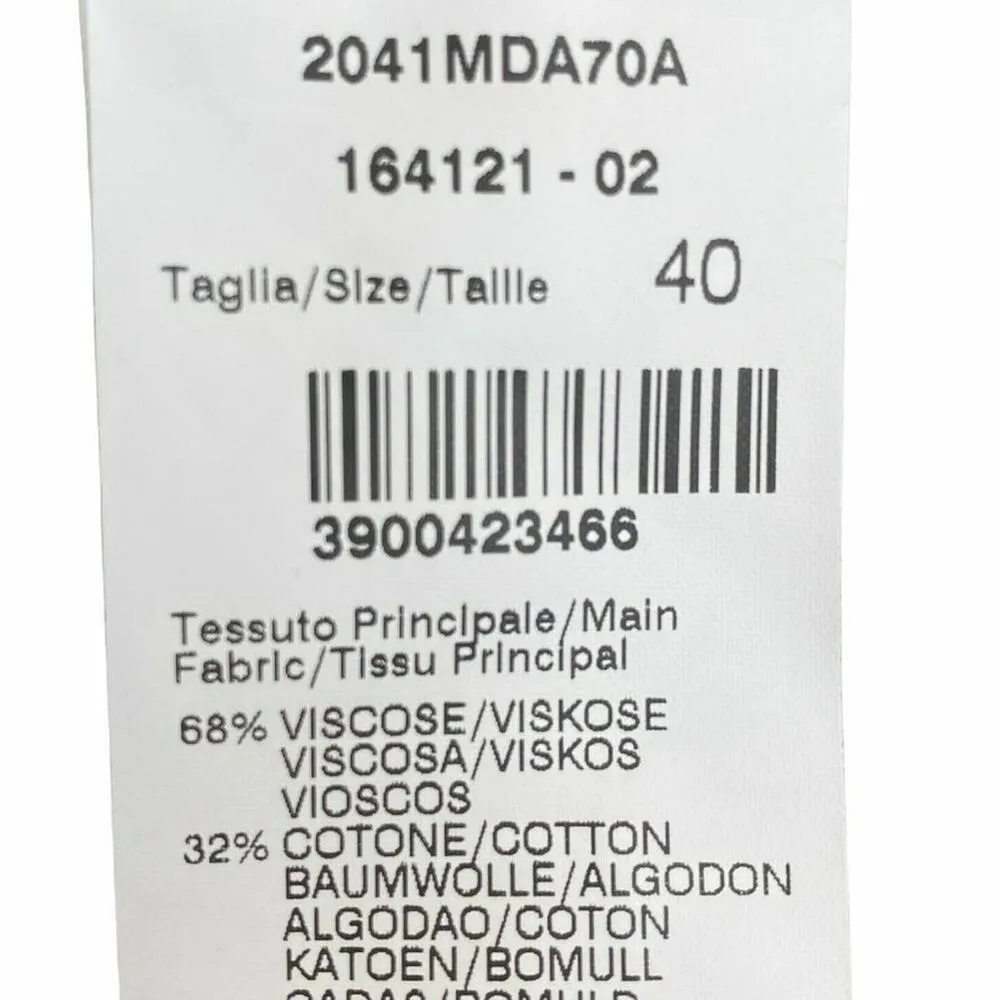 2041MDA70A
164121 - 02
Taglia/Size/Taille 40
3900423466
Tessuto Principale/Main
Fabric/Tissu Principal
68% VISCOSE/VISKOSE
VISCOSA/VISKOS
VIOSCOS
32% COTONE/COTTON
BAUMWOLLE/ALGODON
ALGODAO/COTON
KATOEN/BOMULL